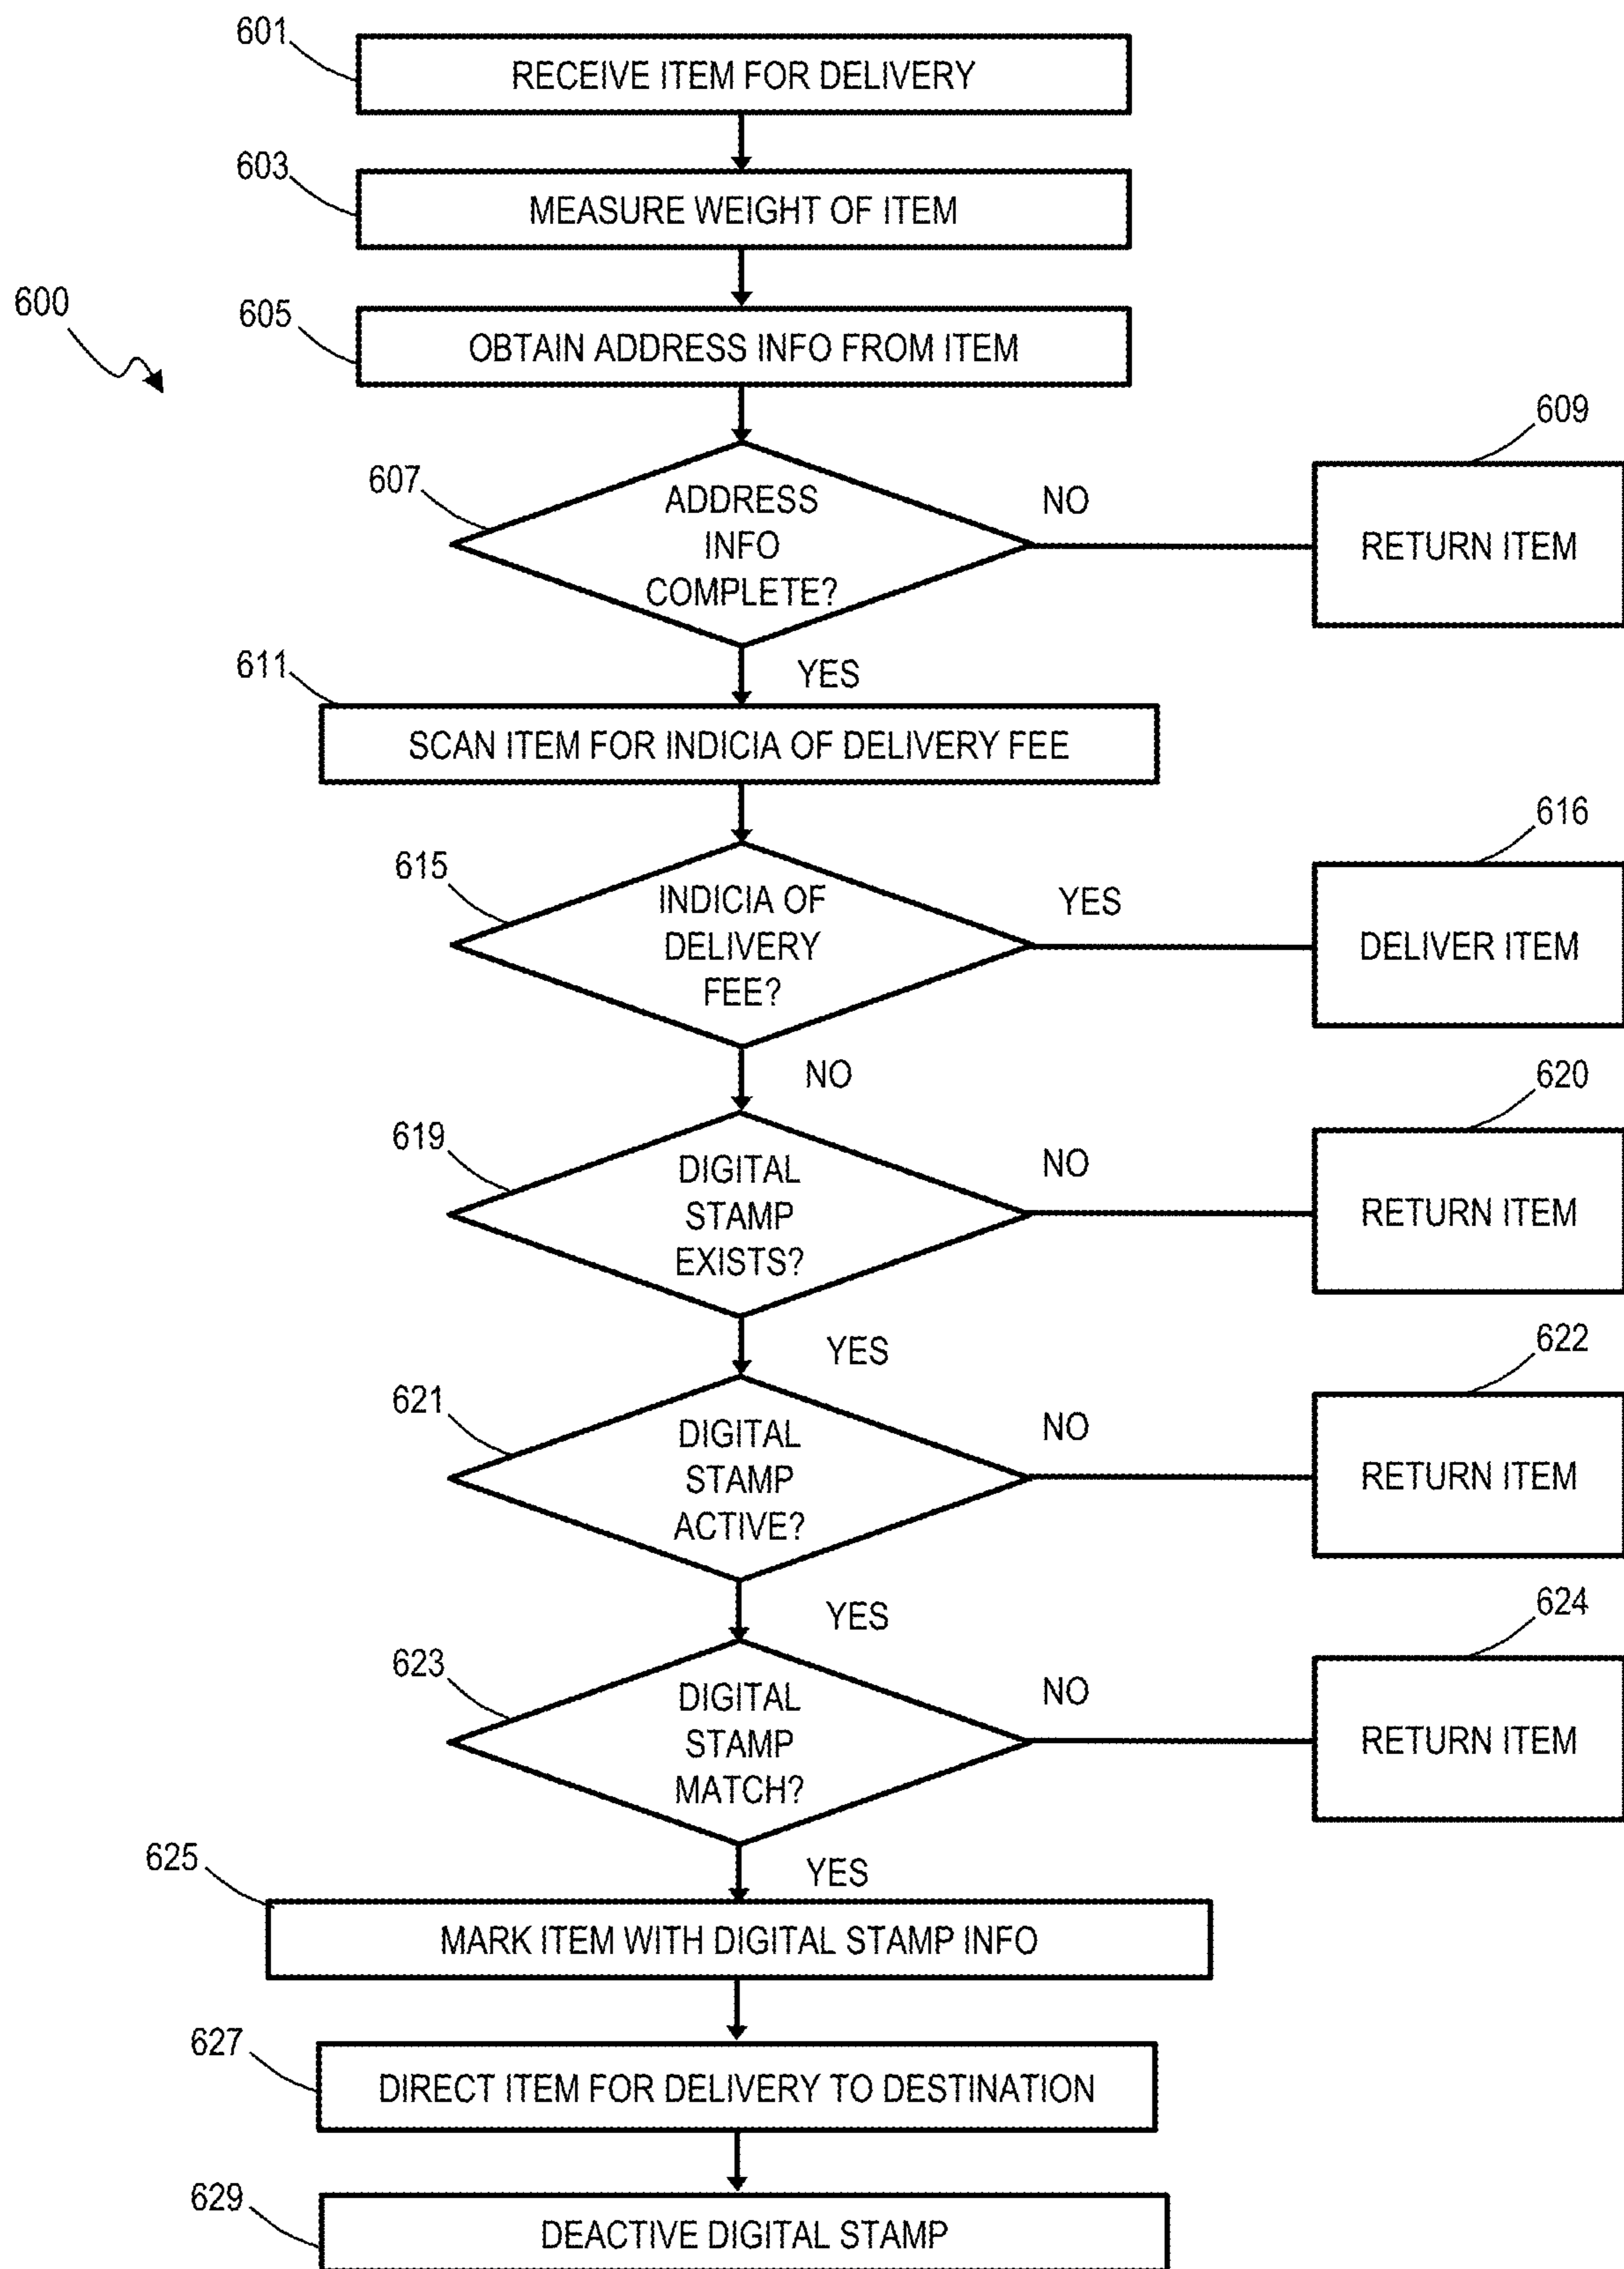 601
RECEIVE ITEM FOR DELIVERY
603
MEASURE WEIGHT OF ITEM
600
605
OBTAIN ADDRESS INFO FROM ITEM
609
607
ADDRESS
INFO
COMPLETE?
NO
RETURN ITEM
YES
611
SCAN ITEM FOR INDICIA OF DELIVERY FEE
616
615
INDICIA OF
DELIVERY
FEE?
YES
DELIVER ITEM
NO
620
619
DIGITAL
STAMP
EXISTS?
NO
RETURN ITEM
YES
622
621
DIGITAL
STAMP
ACTIVE?
NO
RETURN ITEM
YES
624
623
DIGITAL
STAMP
MATCH?
NO
RETURN ITEM
YES
625
MARK ITEM WITH DIGITAL STAMP INFO
627
DIRECT ITEM FOR DELIVERY TO DESTINATION
629
DEACTIVE DIGITAL STAMP